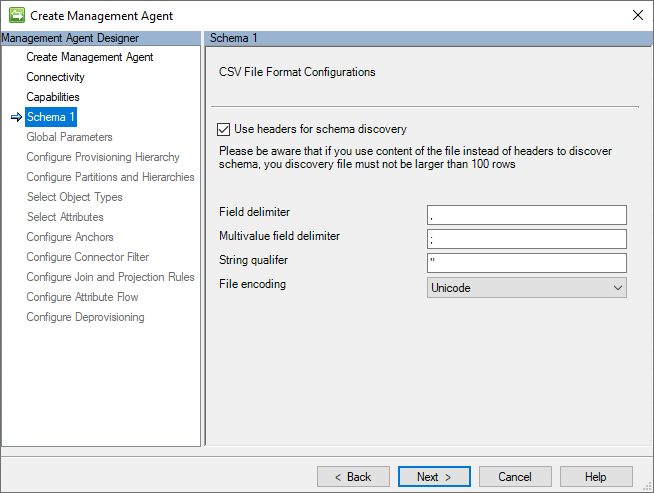 Create Management Agent
Management Agent Designer
Create Management Agent
Connectivity
Capabilities
Schema 1
Global Parameters
Configure Provisioning Hierarchy
Configure Partitions and Hierarchies
Select Object Types
Select Attributes
Configure Anchors
Configure Connector Filter
Configure Join and Projection Rules
Configure Attribute Flow
Configure Deprovisioning
Schema 1
CSV File Format Configurations
Use headers for schema discovery
Please be aware that if you use content of the file instead of headers to discover
schema, you discovery file must not be larger than 100 rows
Field delimiter ,
Multivalue field delimiter ;
String qualifer "
File encoding Unicode
< Back Next > Cancel Help